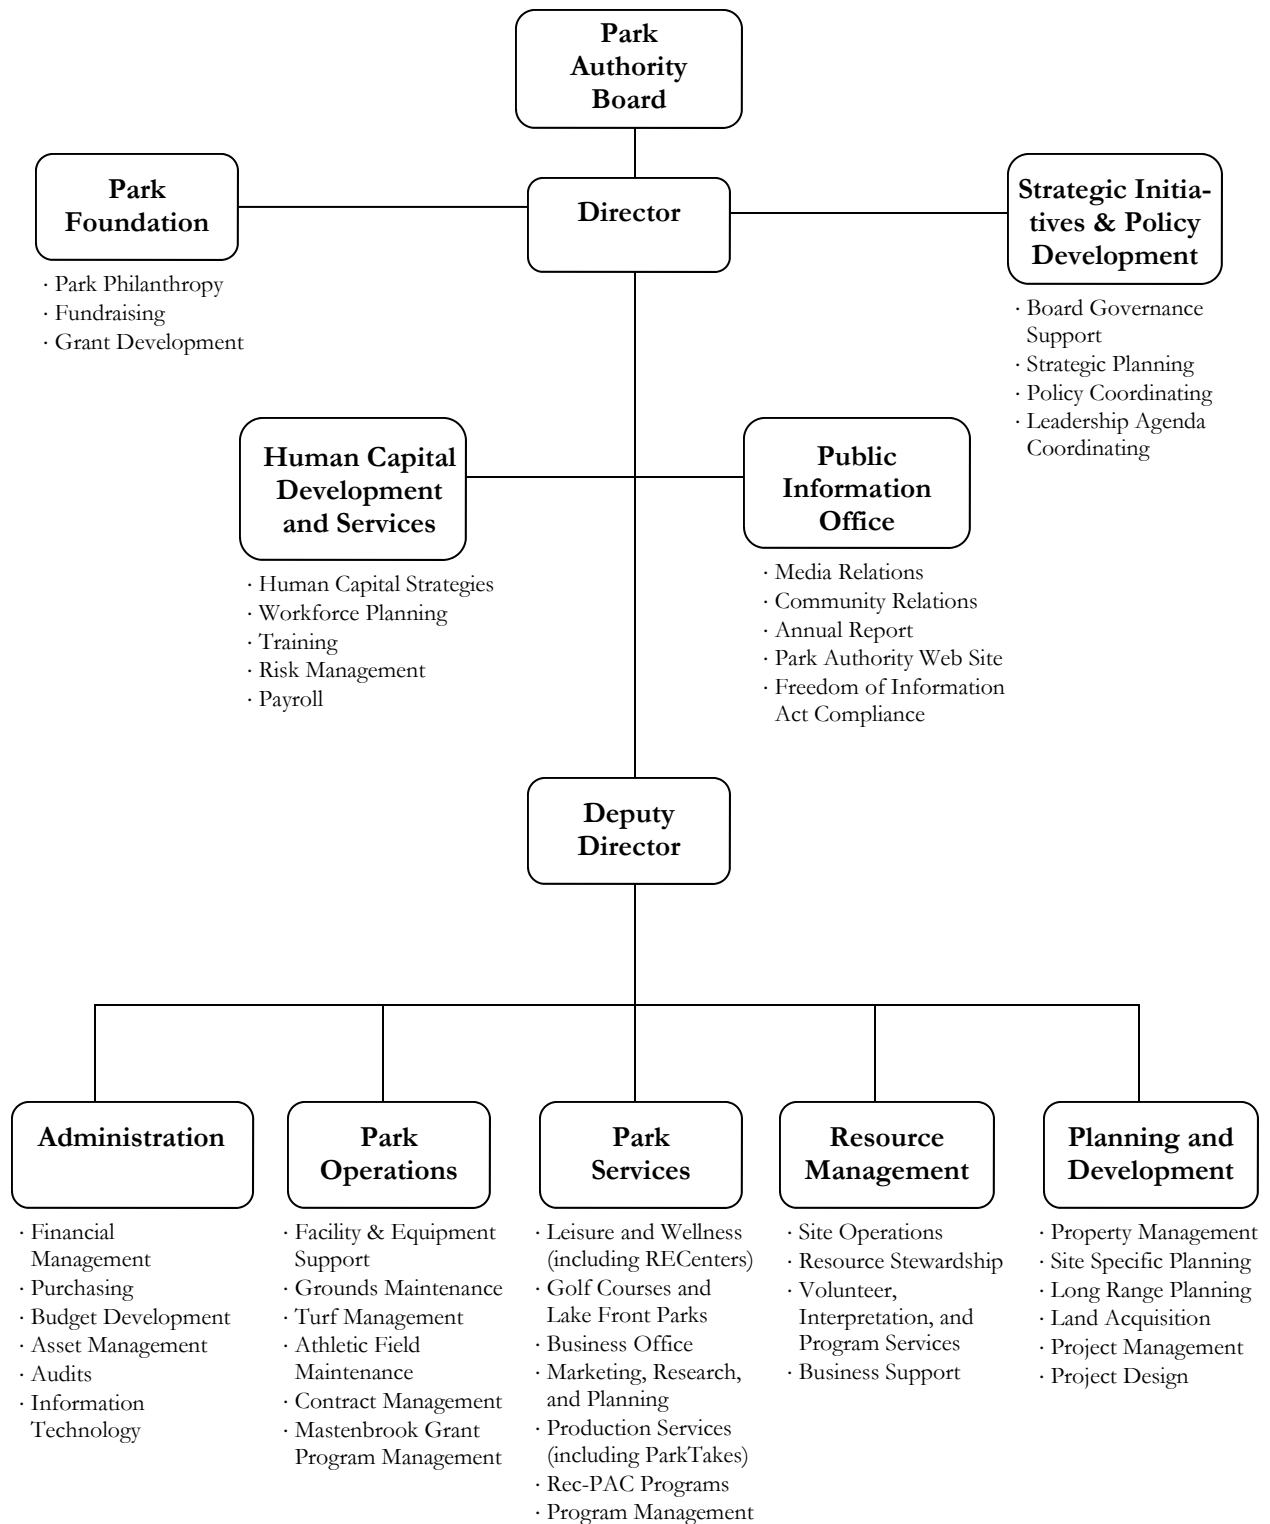 Park
Authority
Board
Park
Foundation
· Park Philanthropy
· Fundraising
· Grant Development
Director
Strategic Initia-
tives & Policy
Development
· Board Governance
Support
· Strategic Planning
· Policy Coordinating
· Leadership Agenda
Coordinating
Human Capital
Development
and Services
· Human Capital Strategies
· Workforce Planning
· Training
· Risk Management
· Payroll
Public
Information
Office
· Media Relations
· Community Relations
· Annual Report
· Park Authority Web Site
· Freedom of Information
Act Compliance
Deputy
Director
Administration
· Financial
Management
· Purchasing
· Budget Development
· Asset Management
· Audits
· Information
Technology
Park
Operations
· Facility & Equipment
Support
· Grounds Maintenance
· Turf Management
· Athletic Field
Maintenance
· Contract Management
· Mastenbrook Grant
Program Management
Park
Services
· Leisure and Wellness
(including RECenters)
· Golf Courses and
Lake Front Parks
· Business Office
· Marketing, Research,
and Planning
· Production Services
(including ParkTakes)
· Rec-PAC Programs
· Program Management
Resource
Management
· Site Operations
· Resource Stewardship
· Volunteer,
Interpretation, and
Program Services
· Business Support
Planning and
Development
· Property Management
· Site Specific Planning
· Long Range Planning
· Land Acquisition
· Project Management
· Project Design